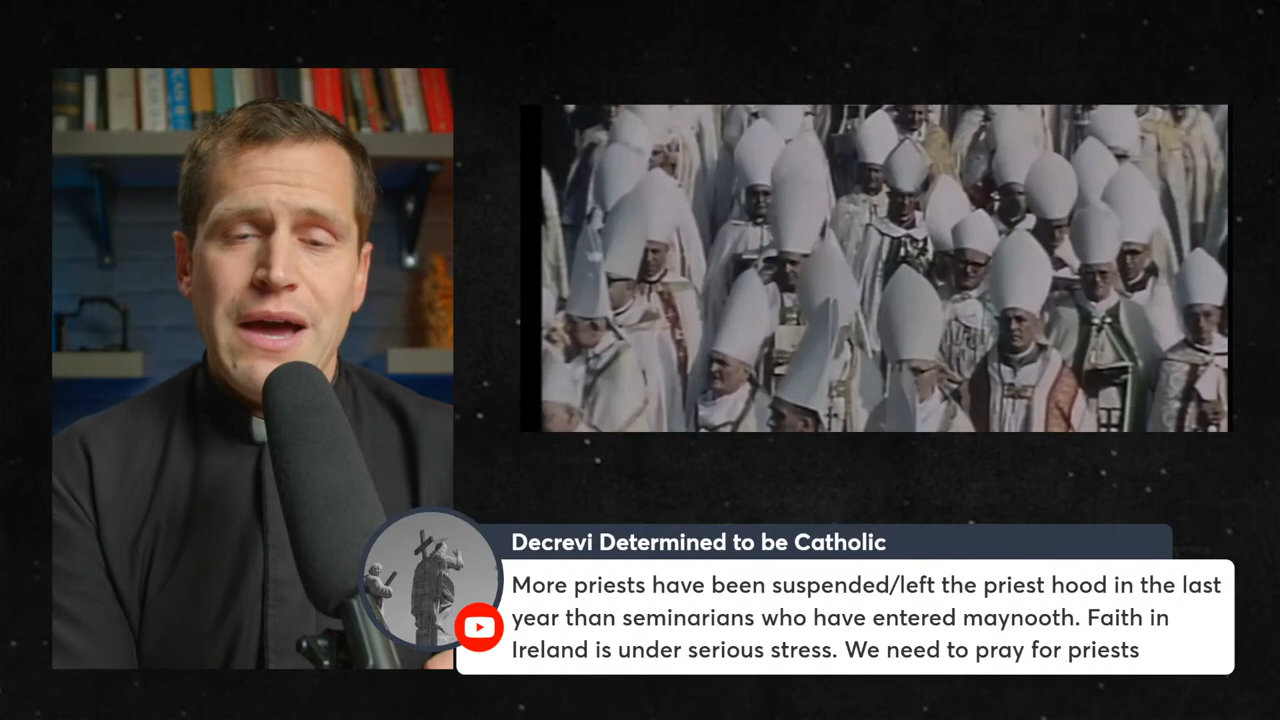 Decrevi Determined to be Catholic
More priests have been suspended/left the priest hood in the last
year than seminarians who have entered maynooth. Faith in
Ireland is under serious stress. We need to pray for priests